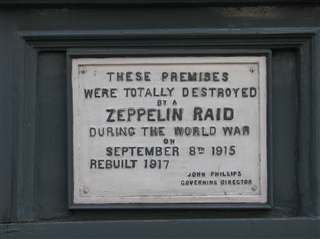 THESE PREMISES
WERE TOTALLY DESTROYED
BY A
ZEPPELIN RAID
DURING THE WORLD WAR
ON
SEPTEMBER 8TH 1915
REBUILT 1917
JOHN PHILLIPS
GOVERNING DIRECTOR